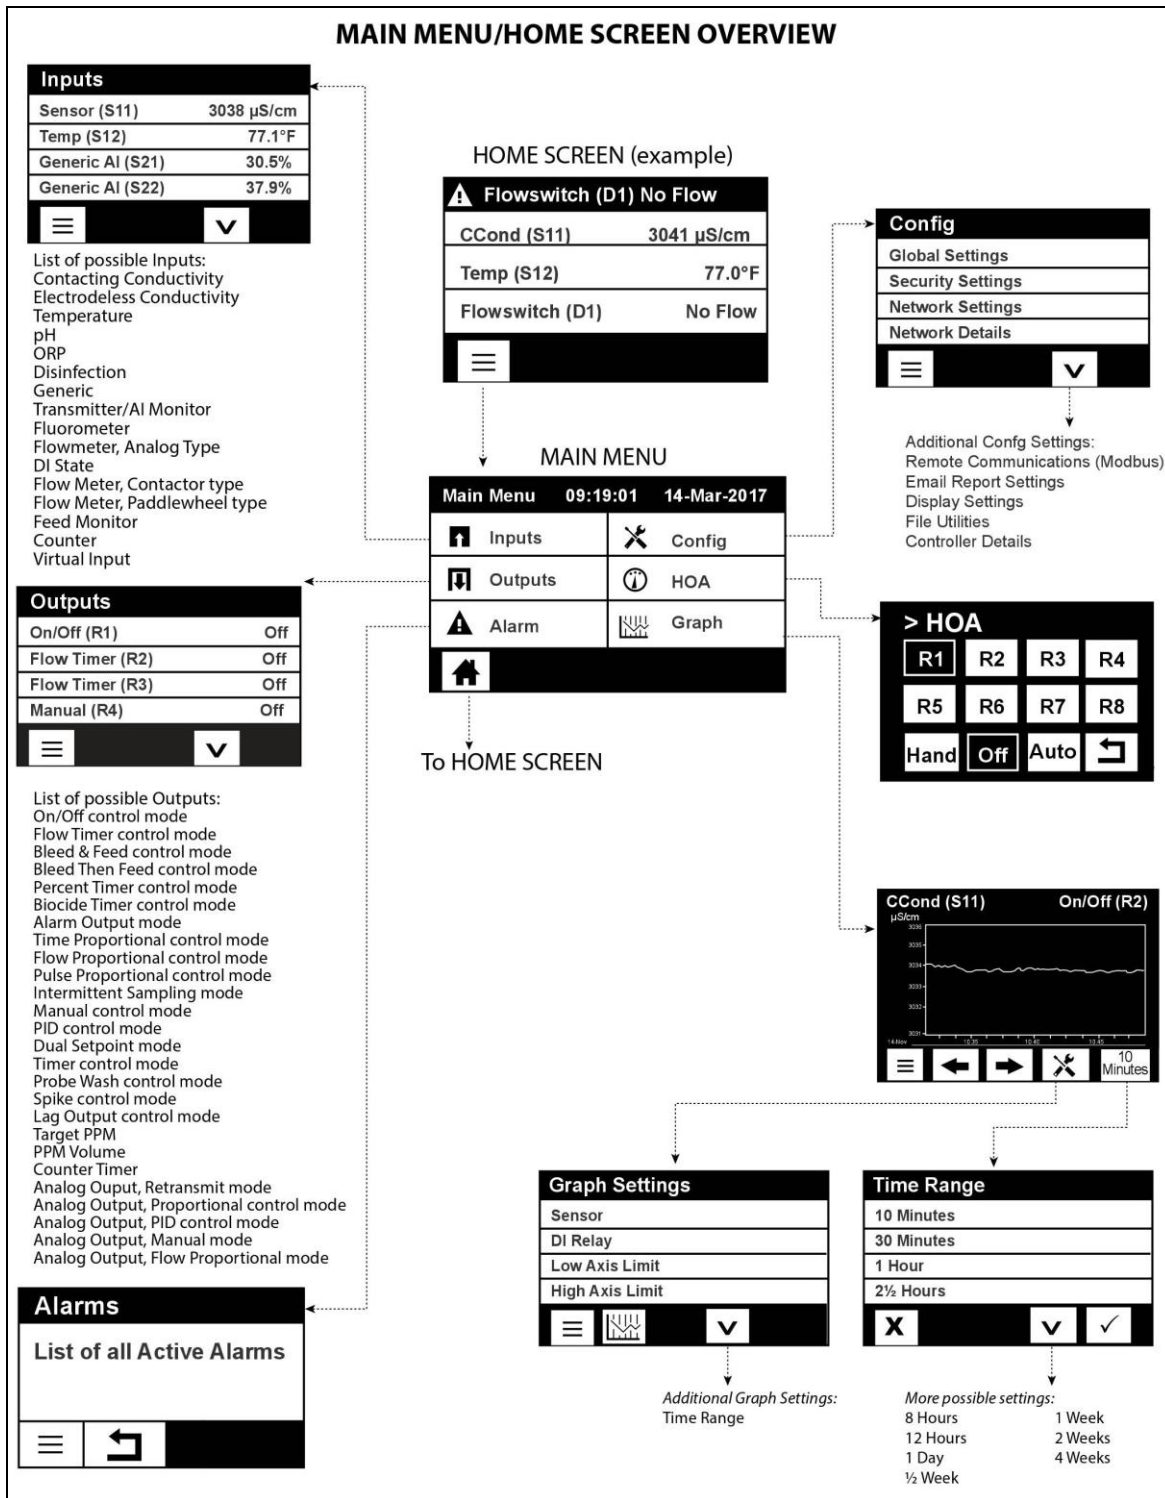 MAIN MENU/HOME SCREEN OVERVIEW
Inputs
Sensor (S11) 3038 µS/cm
Temp (S12) 77.1°F
Generic AI (S21) 30.5%
Generic AI (S22) 37.9%
List of possible Inputs:
Contacting Conductivity
Electrodeless Conductivity
Temperature
pH
ORP
Disinfection
Generic
Transmitter/AI Monitor
Fluorometer
Flowmeter, Analog Type
DI State
Flow Meter, Contactor type
Flow Meter, Paddlewheel type
Feed Monitor
Counter
Virtual Input
HOME SCREEN (example)
Flowswitch (D1) No Flow
CCond (S11) 3041 µS/cm
Temp (S12) 77.0°F
Flowswitch (D1) No Flow
Config
Global Settings
Security Settings
Network Settings
Network Details
Additional Confg Settings:
Remote Communications (Modbus)
Email Report Settings
Display Settings
File Utilities
Controller Details
MAIN MENU
Main Menu 09:19:01 14-Mar-2017
Inputs Config
Outputs HOA
Alarm Graph
To HOME SCREEN
Outputs
On/Off (R1) Off
Flow Timer (R2) Off
Flow Timer (R3) Off
Manual (R4) Off
List of possible Outputs:
On/Off control mode
Flow Timer control mode
Bleed & Feed control mode
Bleed Then Feed control mode
Percent Timer control mode
Biocide Timer control mode
Alarm Output mode
Time Proportional control mode
Flow Proportional control mode
Pulse Proportional control mode
Intermittent Sampling mode
Manual control mode
PID control mode
Dual Setpoint mode
Timer control mode
Probe Wash control mode
Spike control mode
Lag Output control mode
Target PPM
PPM Volume
Counter Timer
Analog Ouput, Retransmit mode
Analog Output, Proportional control mode
Analog Output, PID control mode
Analog Output, Manual mode
Analog Output, Flow Proportional mode
> HOA
R1 R2 R3 R4
R5 R6 R7 R8
Hand Off Auto
CCond (S11) On/Off (R2)
µS/cm
3036
3035
3034
3033
3032
3031
14-Nov 10:35 10:40 10:45
10
Minutes
Graph Settings
Sensor
DI Relay
Low Axis Limit
High Axis Limit
Additional Graph Settings:
Time Range
Time Range
10 Minutes
30 Minutes
1 Hour
2½ Hours
X
More possible settings:
8 Hours 1 Week
12 Hours 2 Weeks
1 Day 4 Weeks
½ Week
Alarms
List of all Active Alarms